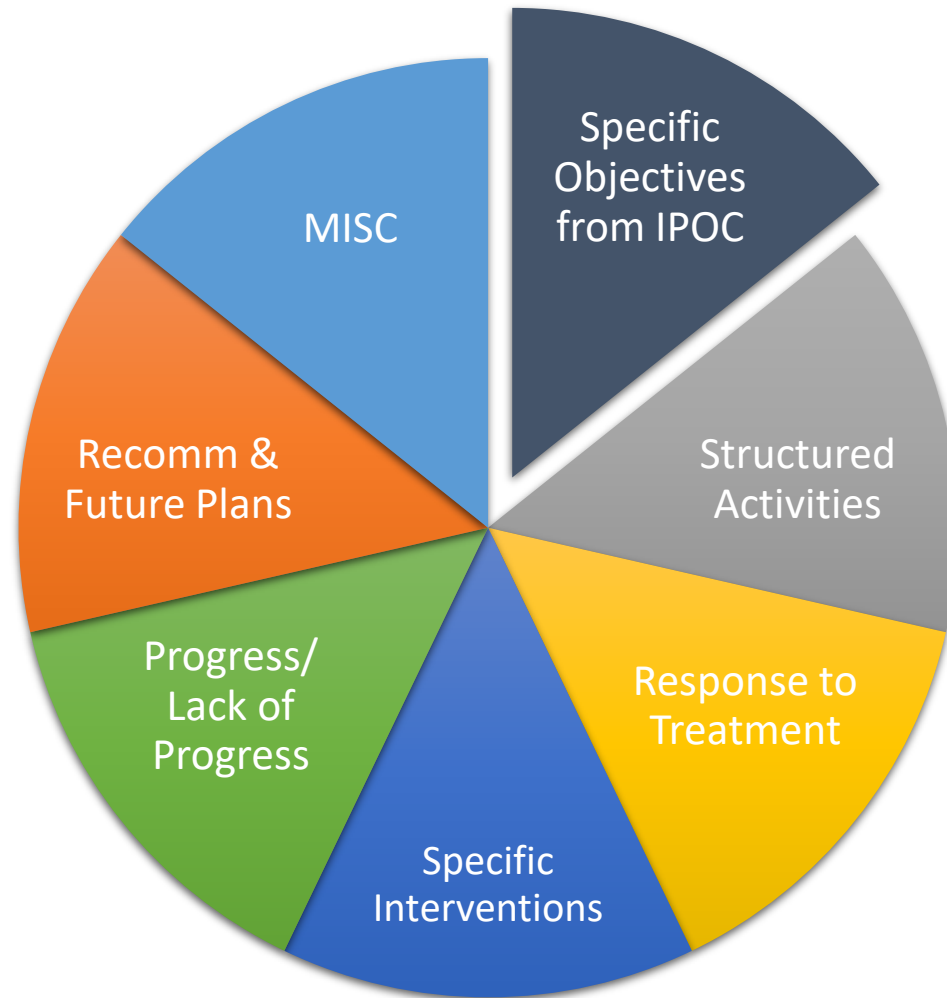 Specific
Objectives
from IPOC
Structured
Activities
Response to
Treatment
Specific
Interventions
Progress/
Lack of
Progress
Recomm &
Future Plans
MISC